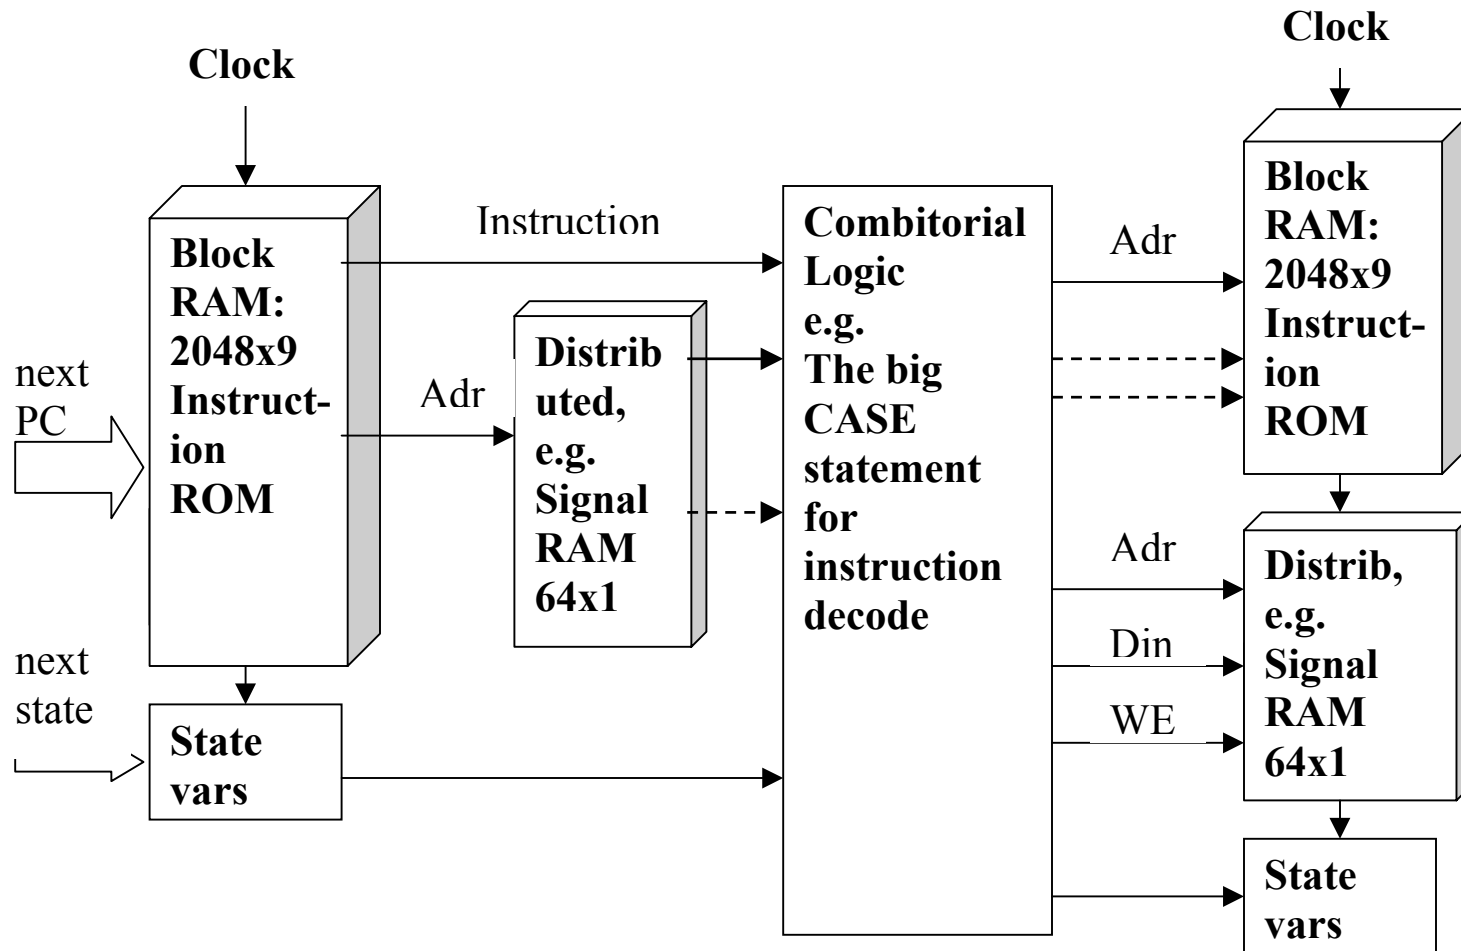 Clock
Block
RAM:
2048x9
Instruct-
ion
ROM
next
PC
next
state
State
vars
Instruction
Adr
Distrib
uted,
e.g.
Signal
RAM
64x1
Combitorial
Logic
e.g.
The big
CASE
statement
for
instruction
decode
Adr
Adr
Din
WE
Clock
Block
RAM:
2048x9
Instruct-
ion
ROM
Distrib,
e.g.
Signal
RAM
64x1
State
vars